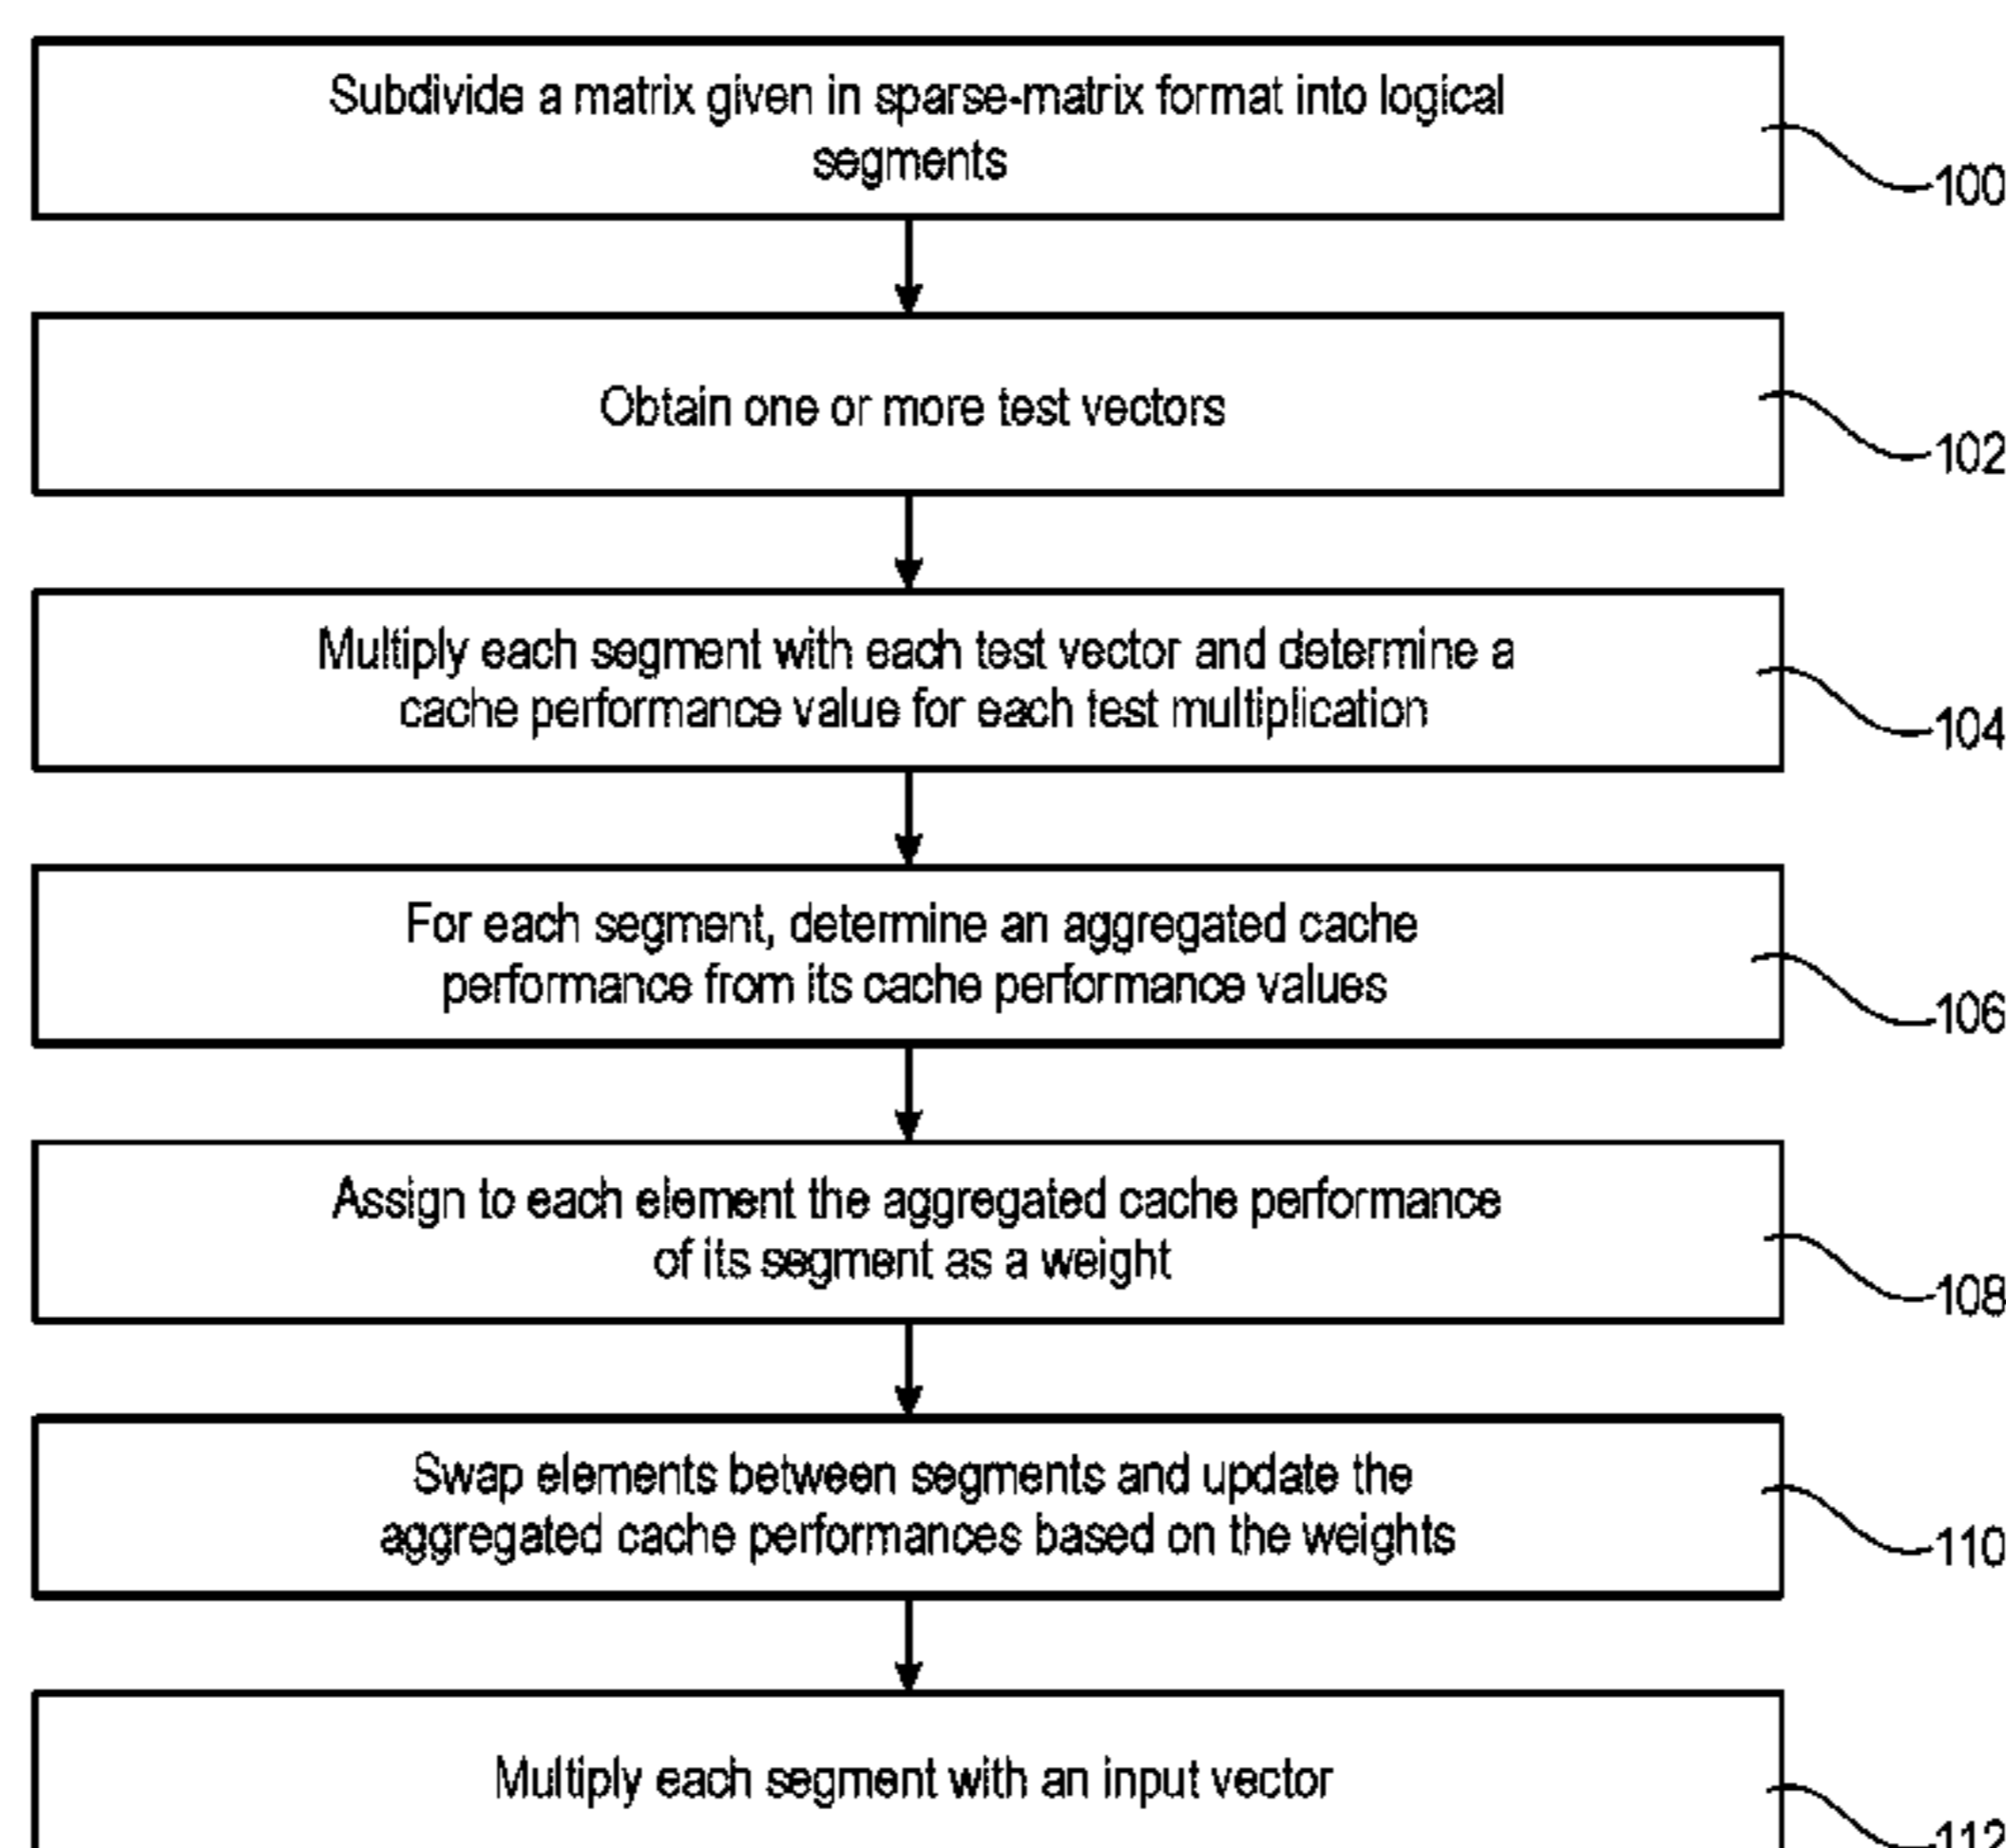 Subdivide a matrix given in sparse-matrix format into logical
segments
100
Obtain one or more test vectors
102
Multiply each segment with each test vector and determine a
cache performance value for each test multiplication
104
For each segment, determine an aggregated cache
performance from its cache performance values
106
Assign to each element the aggregated cache performance
of its segment as a weight
108
Swap elements between segments and update the
aggregated cache performances based on the weights
110
Multiply each segment with an input vector
112